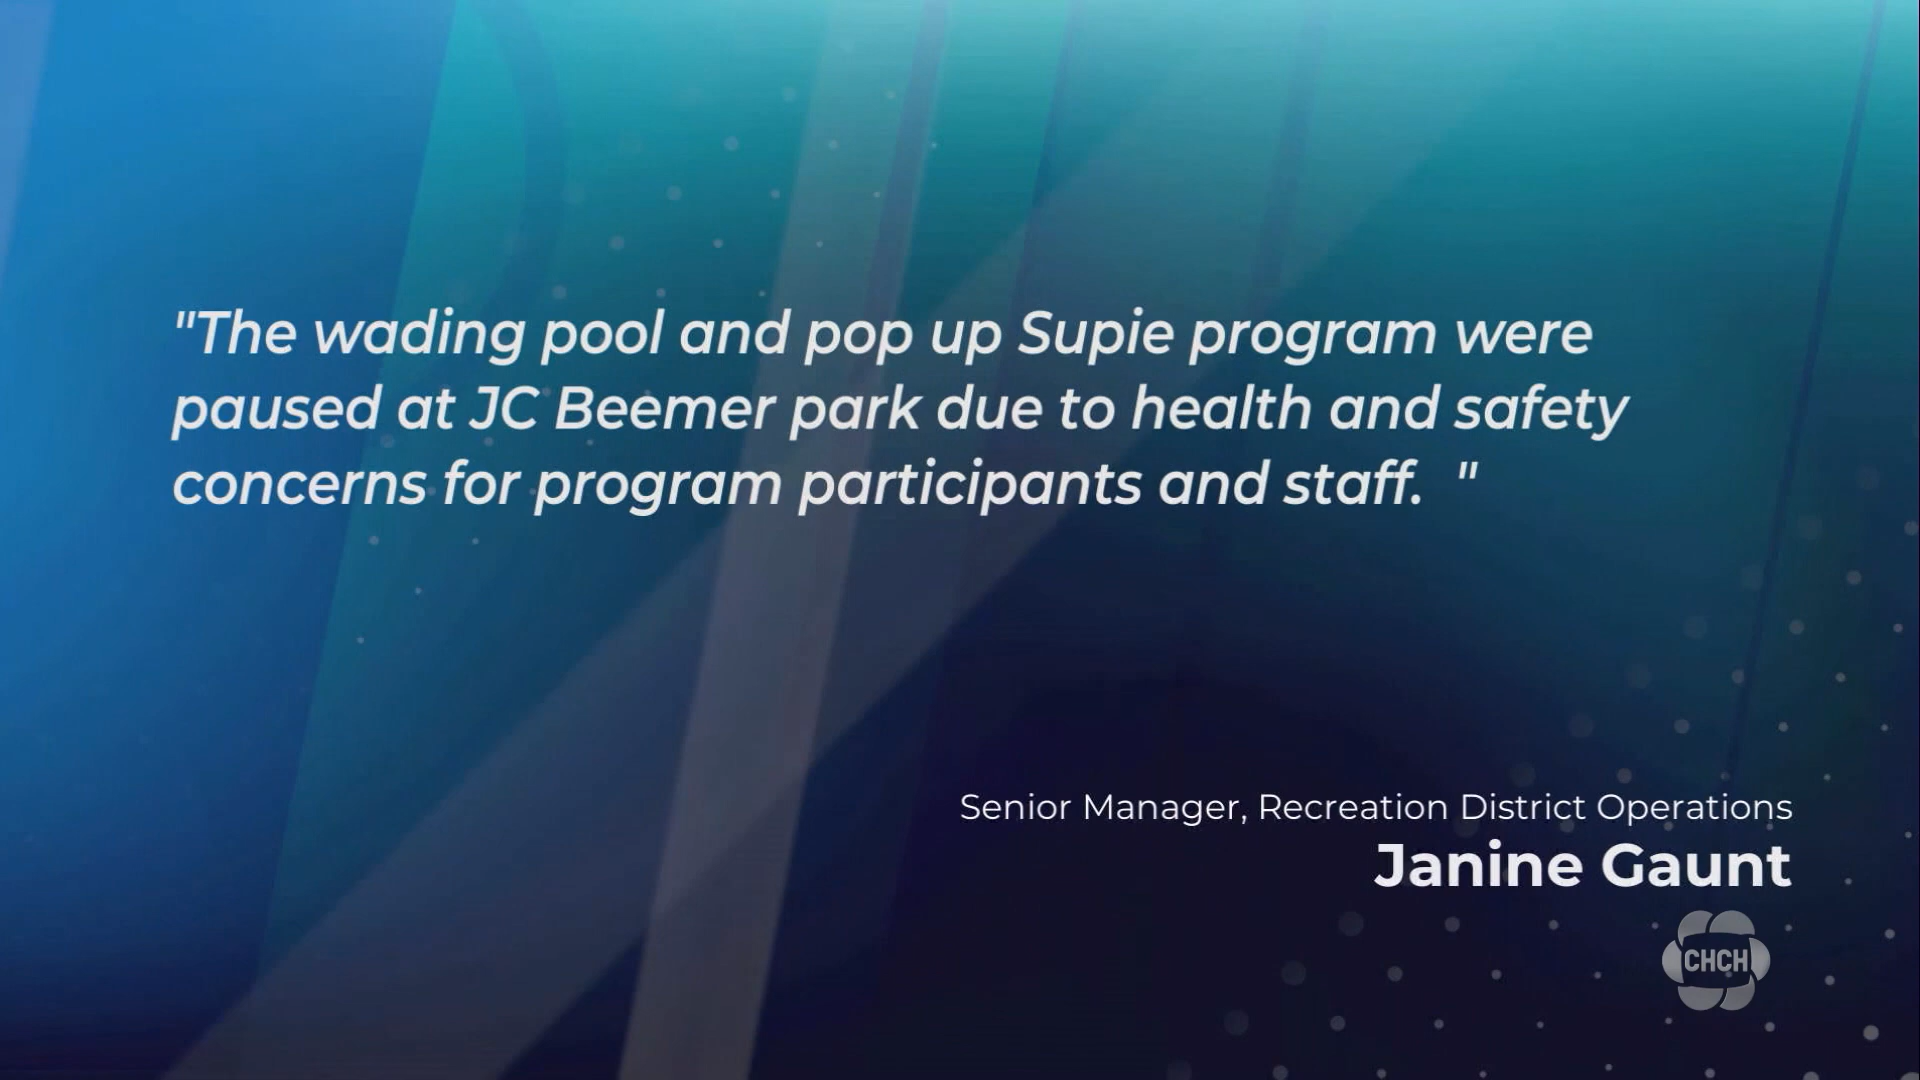 "The wading pool and pop up Supie program were
paused at JC Beemer park due to health and safety
concerns for program participants and staff.  "
Senior Manager, Recreation District Operations
Janine Gaunt
CHCH